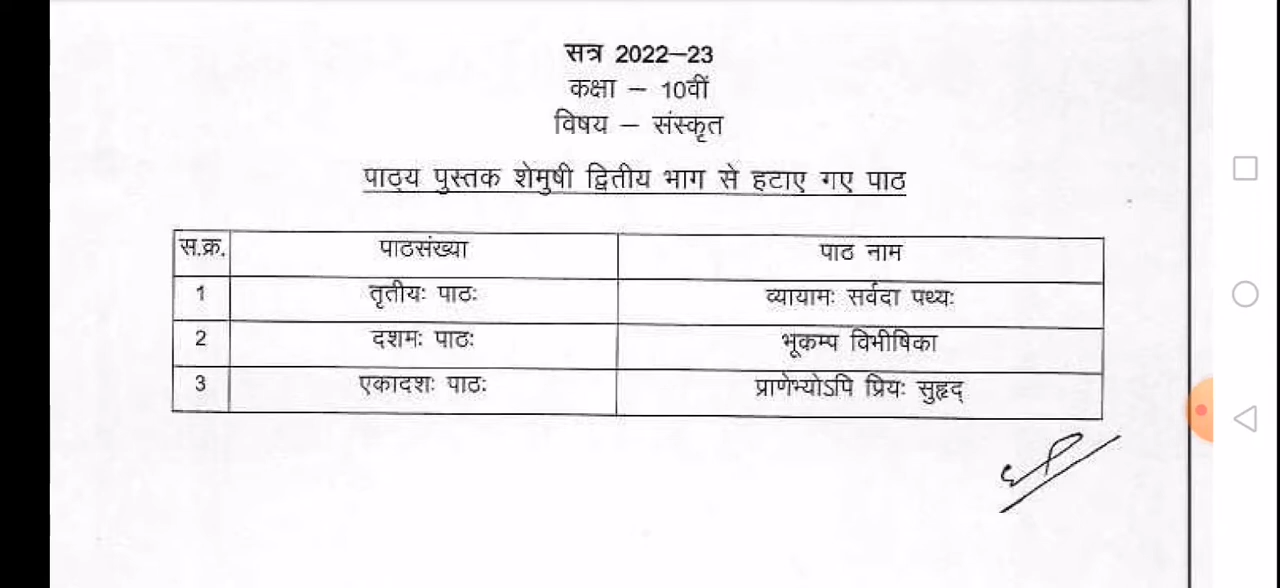 सत्र 2022–23
कक्षा – 10वीं
विषय – संस्कृत
पाठ्य पुस्तक शेमुषी द्वितीय भाग से हटाए गए पाठ
स.क्र. पाठसंख्या पाठ नाम
1 तृतीयः पाठः व्यायामः सर्वदा पथ्यः
2 दशमः पाठः भूकम्प विभीषिका
3 एकादशः पाठः प्राणेभ्योऽपि प्रियः सुहृद्